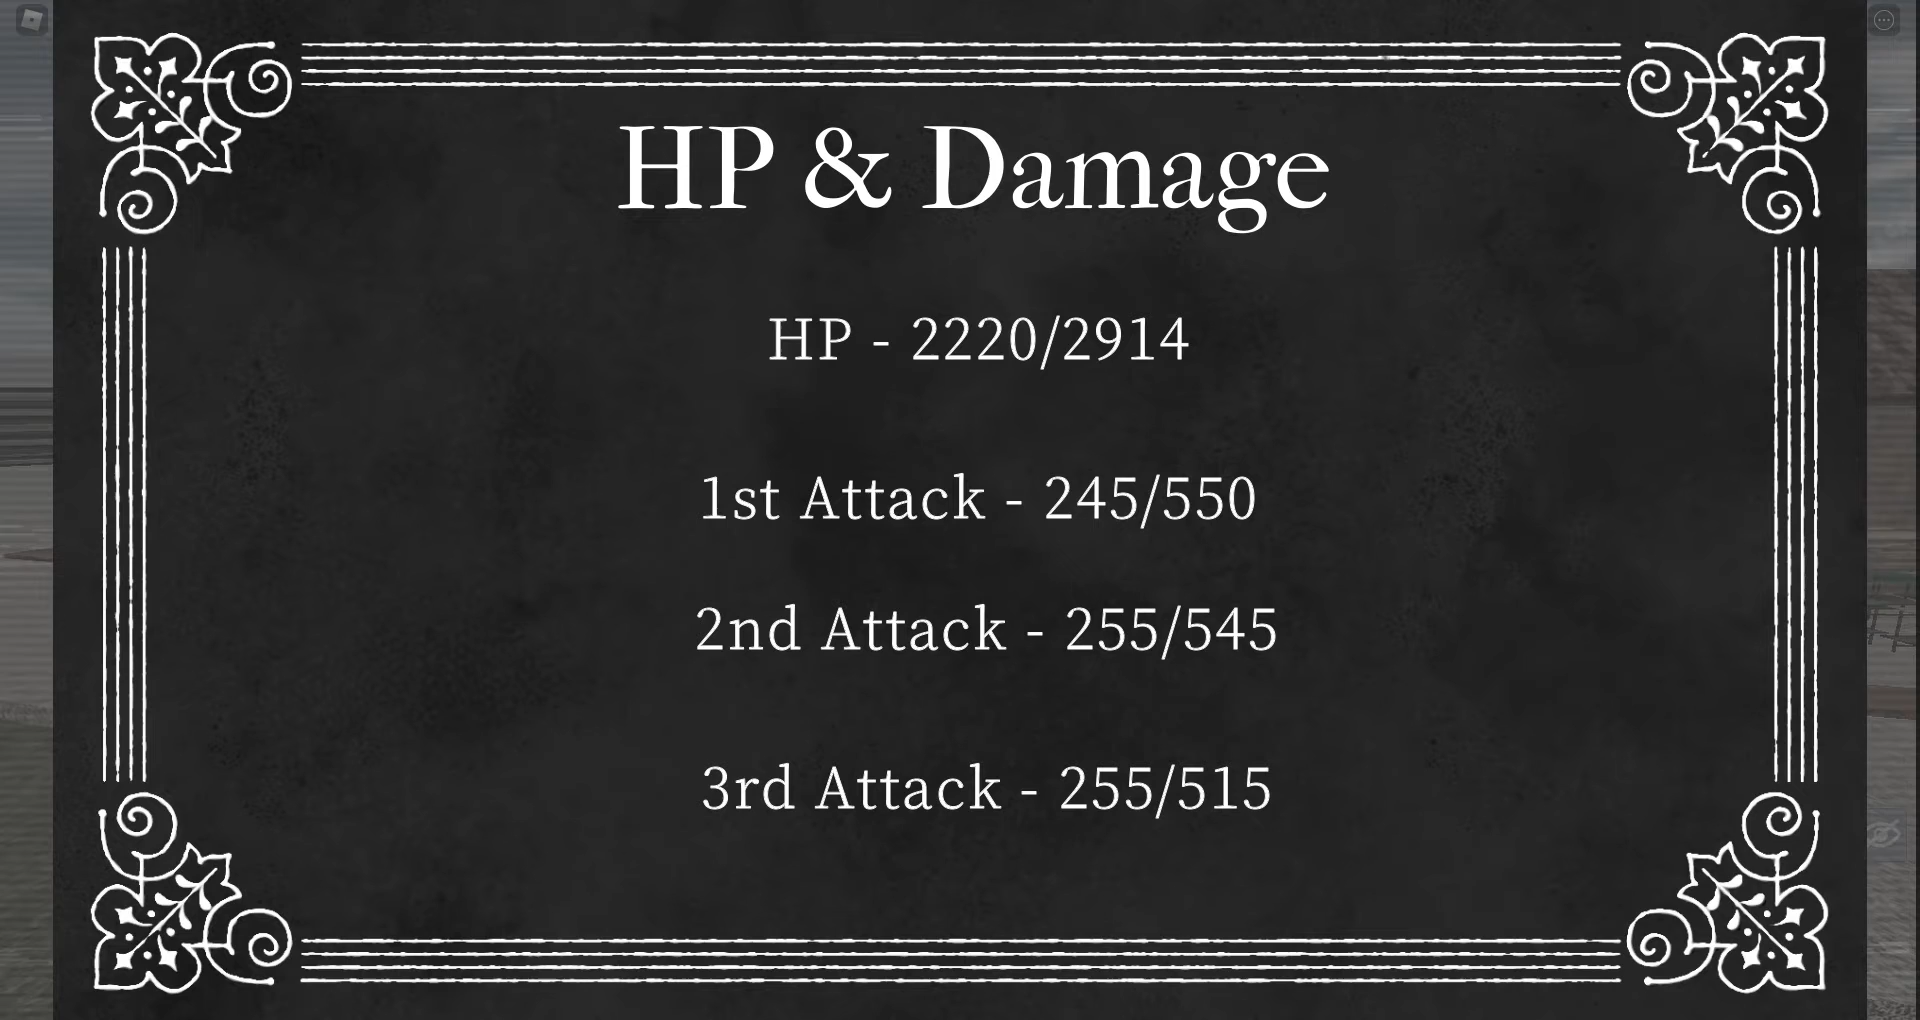 HP & Damage
HP - 2220/2914
1st Attack - 245/550
2nd Attack - 255/545
3rd Attack - 255/515